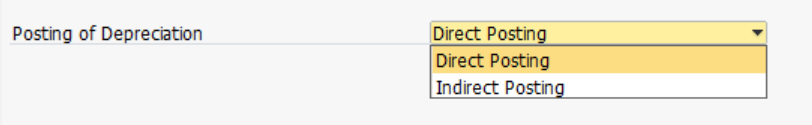 Posting of Depreciation Direct Posting
Direct Posting
Indirect Posting